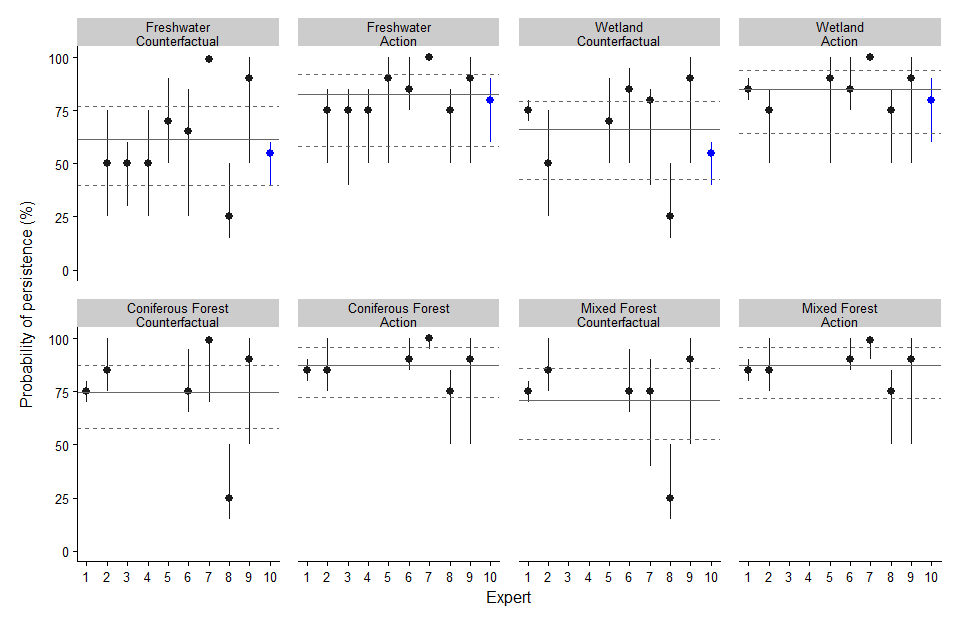 Freshwater
Counterfactual
Freshwater
Action
Wetland
Counterfactual
Wetland
Action
100
75
50
25
0
Coniferous Forest
Counterfactual
Coniferous Forest
Action
Mixed Forest
Counterfactual
Mixed Forest
Action
100
75
50
25
0
1 2 3 4 5 6 7 8 9 10
1 2 3 4 5 6 7 8 9 10
1 2 3 4 5 6 7 8 9 10
1 2 3 4 5 6 7 8 9 10
Expert
Probability of persistence (%)